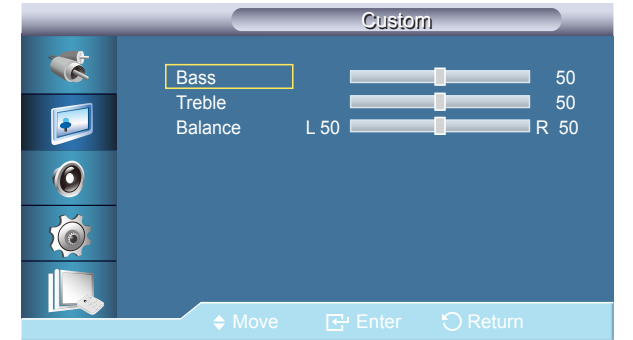 Custom
Bass 50
Treble 50
Balance L 50 R 50
Move Enter Return